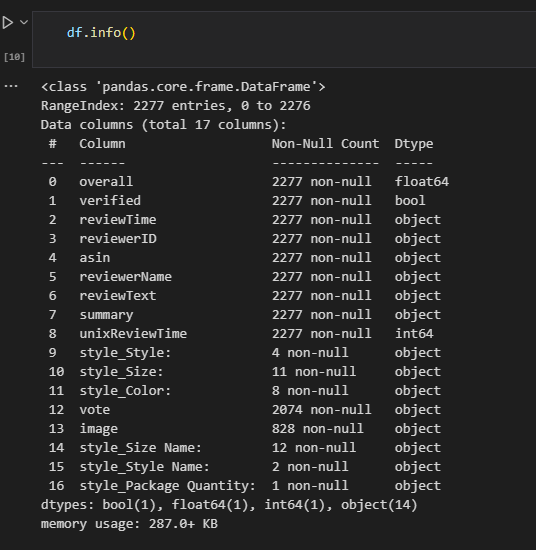 df.info()
[10]
...
<class 'pandas.core.frame.DataFrame'>
RangeIndex: 2277 entries, 0 to 2276
Data columns (total 17 columns):
 #   Column                   Non-Null Count  Dtype
---  ------                   --------------  -----
 0   overall                  2277 non-null   float64
 1   verified                 2277 non-null   bool
 2   reviewTime               2277 non-null   object
 3   reviewerID               2277 non-null   object
 4   asin                     2277 non-null   object
 5   reviewerName             2277 non-null   object
 6   reviewText               2277 non-null   object
 7   summary                  2277 non-null   object
 8   unixReviewTime           2277 non-null   int64
 9   style_Style:             4 non-null      object
 10  style_Size:              11 non-null     object
 11  style_Color:             8 non-null      object
 12  vote                     2074 non-null   object
 13  image                    828 non-null    object
 14  style_Size Name:         12 non-null     object
 15  style_Style Name:        2 non-null      object
 16  style_Package Quantity:  1 non-null      object
dtypes: bool(1), float64(1), int64(1), object(14)
memory usage: 287.0+ KB